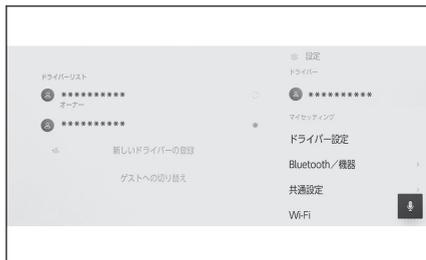 設定
ドライバーリスト
ドライバー
**********
オーナー
**********
マイセッティング
**********
ドライバー設定
新しいドライバーの登録
Bluetooth／機器
ゲストへの切り替え
共通設定
Wi-Fi